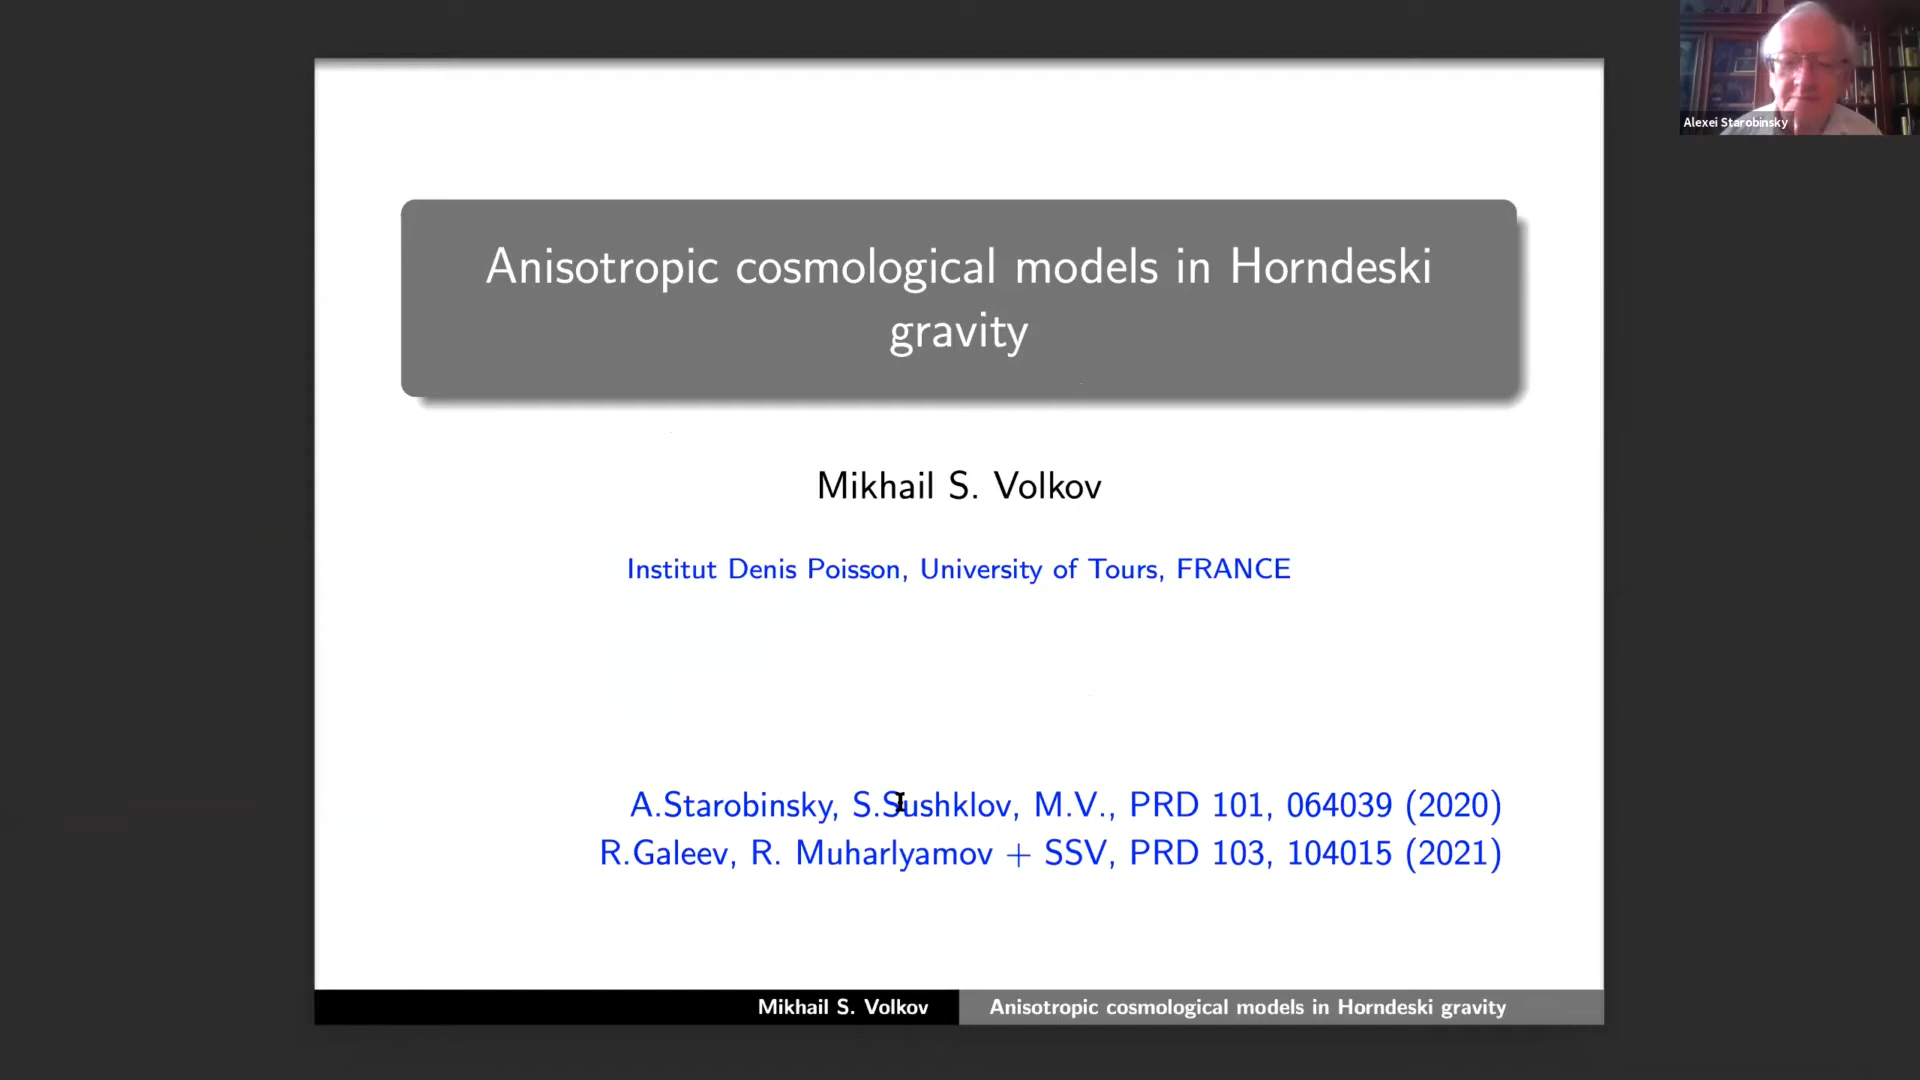 Alexei Starobinsky
Anisotropic cosmological models in Horndeski
gravity
Mikhail S. Volkov
Institut Denis Poisson, University of Tours, FRANCE
A.Starobinsky, S.Sushklov, M.V., PRD 101, 064039 (2020)
R.Galeev, R. Muharlyamov + SSV, PRD 103, 104015 (2021)
Mikhail S. Volkov
Anisotropic cosmological models in Horndeski gravity